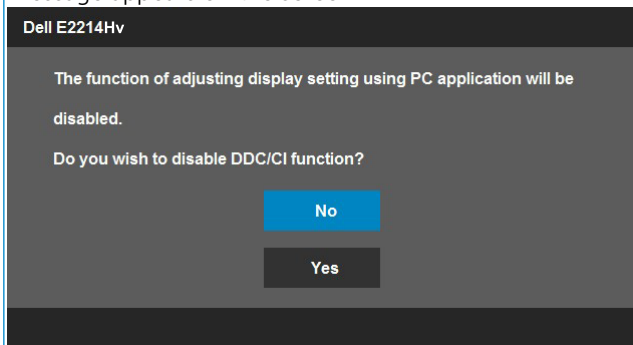 Dell E2214Hv
The function of adjusting display setting using PC application will be
disabled.
Do you wish to disable DDC/CI function?
No
Yes